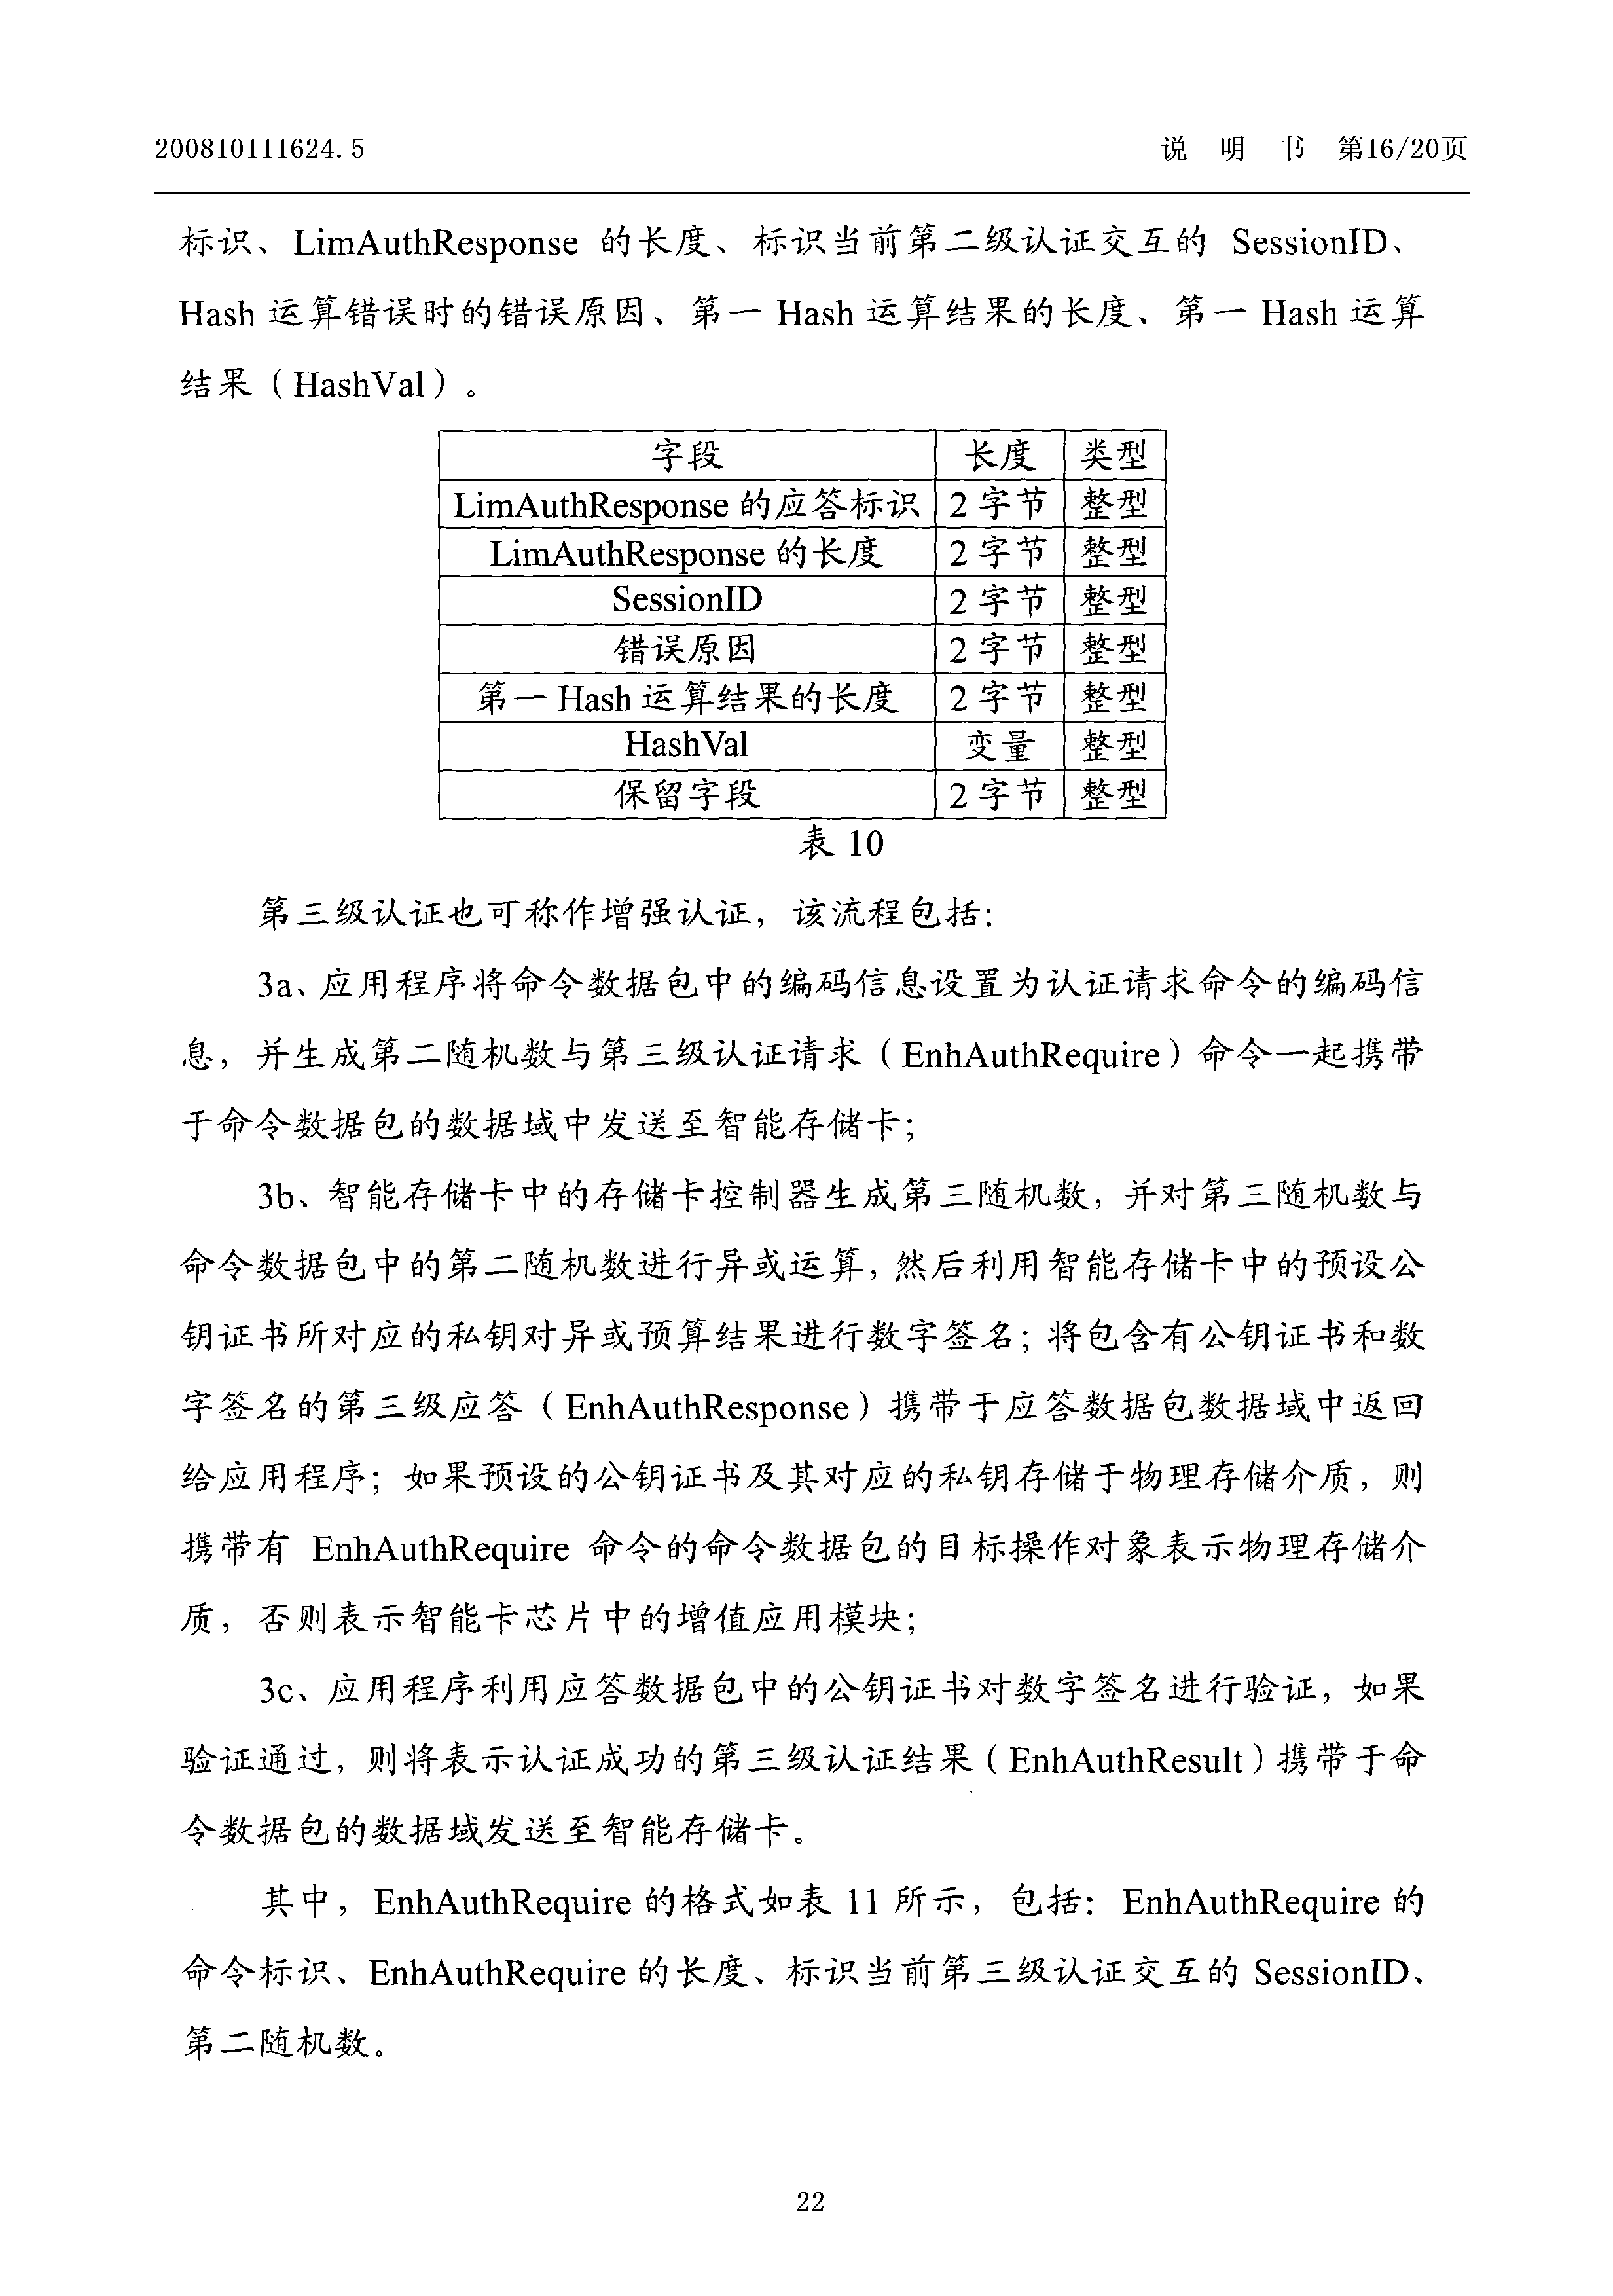 200810111624.5
说 明 书 第16/20页
标识、LimAuthResponse 的长度、标识当前第二级认证交互的 SessionID、
Hash 运算错误时的错误原因、第一 Hash 运算结果的长度、第一 Hash 运算
结果（HashVal）。
字段 长度 类型
LimAuthResponse 的应答标识 2 字节 整型
LimAuthResponse 的长度 2 字节 整型
SessionID 2 字节 整型
错误原因 2 字节 整型
第一 Hash 运算结果的长度 2 字节 整型
HashVal 变量 整型
保留字段 2 字节 整型
表 10
第三级认证也可称作增强认证，该流程包括：
3a、应用程序将命令数据包中的编码信息设置为认证请求命令的编码信
息，并生成第二随机数与第三级认证请求（EnhAuthRequire）命令一起携带
于命令数据包的数据域中发送至智能存储卡；
3b、智能存储卡中的存储卡控制器生成第三随机数，并对第三随机数与
命令数据包中的第二随机数进行异或运算，然后利用智能存储卡中的预设公
钥证书所对应的私钥对异或预算结果进行数字签名；将包含有公钥证书和数
字签名的第三级应答（EnhAuthResponse）携带于应答数据包数据域中返回
给应用程序；如果预设的公钥证书及其对应的私钥存储于物理存储介质，则
携带有 EnhAuthRequire 命令的命令数据包的目标操作对象表示物理存储介
质，否则表示智能卡芯片中的增值应用模块；
3c、应用程序利用应答数据包中的公钥证书对数字签名进行验证，如果
验证通过，则将表示认证成功的第三级认证结果（EnhAuthResult）携带于命
令数据包的数据域发送至智能存储卡。
其中，EnhAuthRequire 的格式如表 11 所示，包括：EnhAuthRequire 的
命令标识、EnhAuthRequire 的长度、标识当前第三级认证交互的 SessionID、
第二随机数。
22